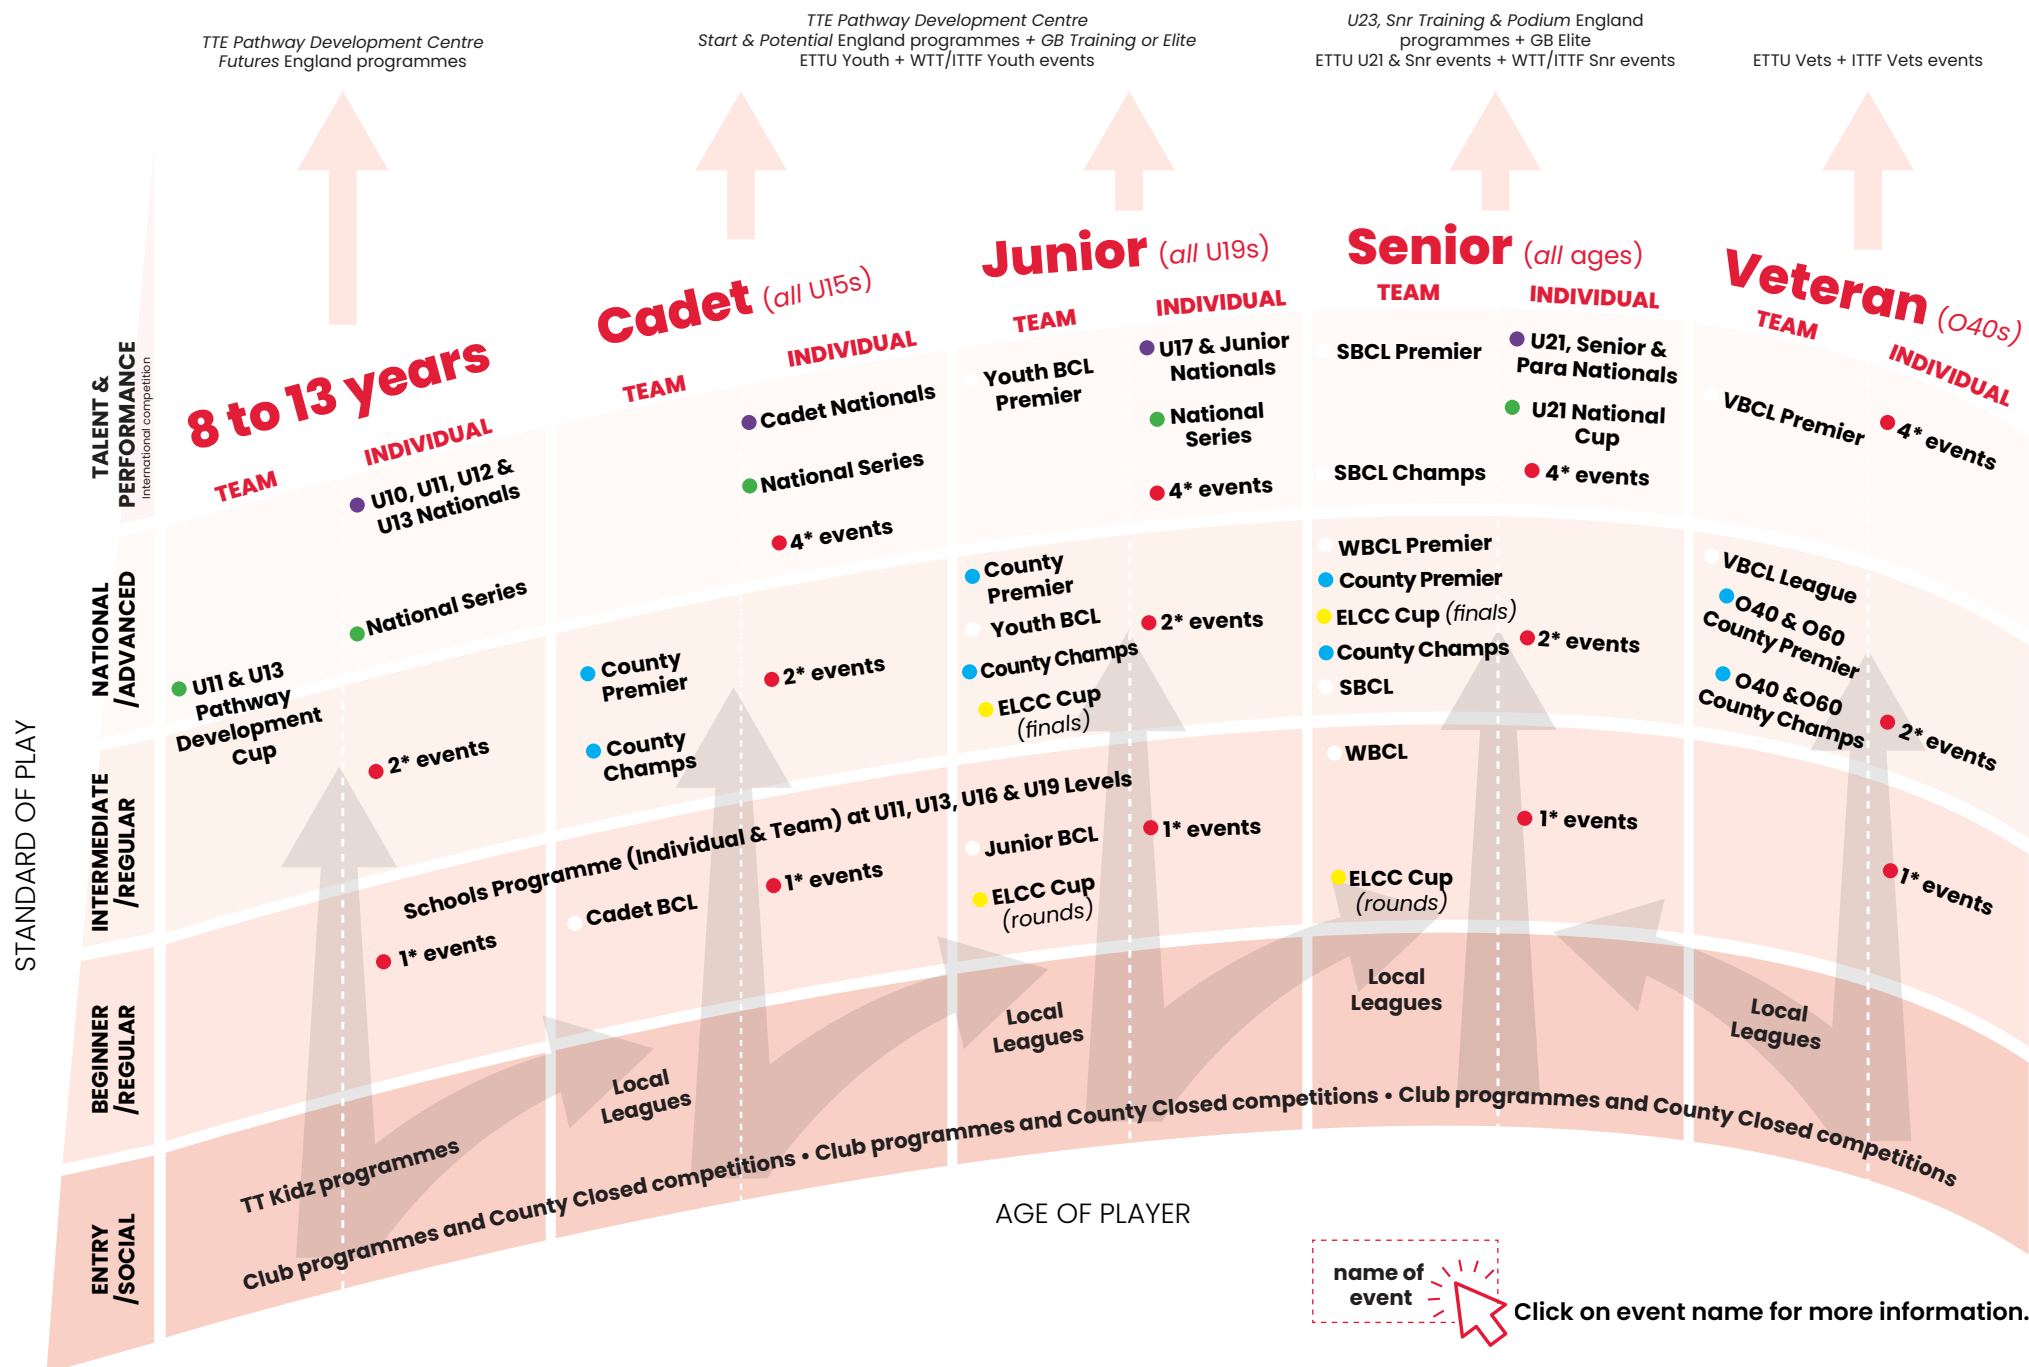 TTE Pathway Development Centre
Futures England programmes
TTE Pathway Development Centre
Start & Potential England programmes + GB Training or Elite
ETTU Youth + WTT/ITTF Youth events
U23, Snr Training & Podium England
programmes + GB Elite
ETTU U21 & Snr events + WTT/ITTF Snr events
ETTU Vets + ITTF Vets events
STANDARD OF PLAY
TALENT &
PERFORMANCE
International competition
NATIONAL
/ADVANCED
INTERMEDIATE
/REGULAR
BEGINNER
/REGULAR
ENTRY
/SOCIAL
8 to 13 years
TEAM
INDIVIDUAL
U10, U11, U12 &
U13 Nationals
National Series
U11 & U13
Pathway
Development
Cup
2* events
1* events
TT Kidz programmes
Cadet (all U15s)
TEAM
INDIVIDUAL
Cadet Nationals
National Series
4* events
County
Premier
2* events
County
Champs
Schools Programme (Individual & Team) at U11, U13, U16 & U19 Levels
Cadet BCL
1* events
Local
Leagues
Junior (all U19s)
TEAM
INDIVIDUAL
Youth BCL
Premier
U17 & Junior
Nationals
National
Series
4* events
County
Premier
Youth BCL
2* events
County Champs
ELCC Cup
(finals)
Junior BCL
1* events
ELCC Cup
(rounds)
Local
Leagues
Senior (all ages)
TEAM
INDIVIDUAL
SBCL Premier
U21, Senior &
Para Nationals
U21 National
Cup
SBCL Champs
4* events
WBCL Premier
County Premier
ELCC Cup (finals)
2* events
County Champs
SBCL
WBCL
1* events
ELCC Cup
(rounds)
Local
Leagues
Veteran (O40s)
TEAM
INDIVIDUAL
VBCL Premier
4* events
VBCL League
O40 & O60
County Premier
O40 &O60
County Champs
2* events
1* events
Local
Leagues
Club programmes and County Closed competitions • Club programmes and County Closed competitions • Club programmes and County Closed competitions
AGE OF PLAYER
name of
event
Click on event name for more information.